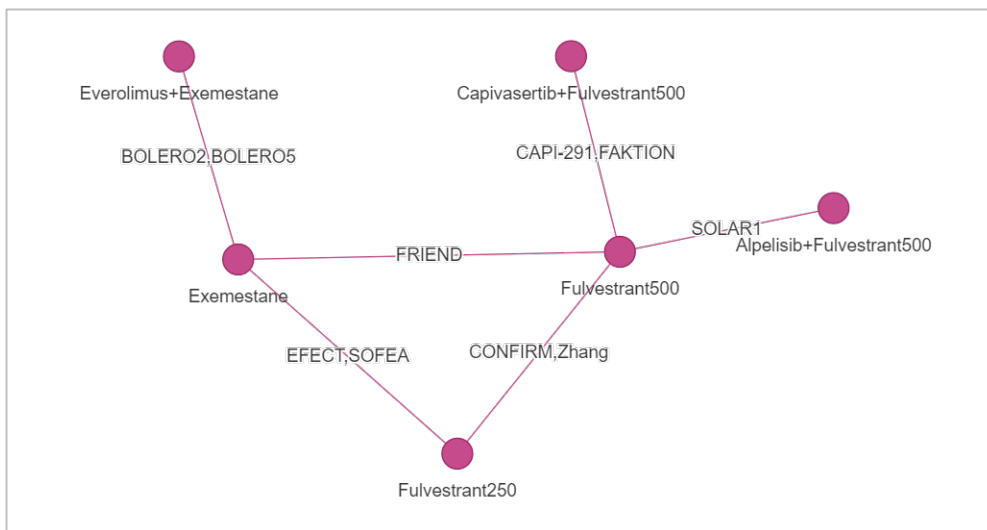 Everolimus+Exemestane
Capivasertib+Fulvestrant500
BOLERO2,BOLERO5
CAPI-291,FAKTION
SOLAR1
Alpelisib+Fulvestrant500
FRIEND
Exemestane
Fulvestrant500
EFECT,SOFEA
CONFIRM,Zhang
Fulvestrant250